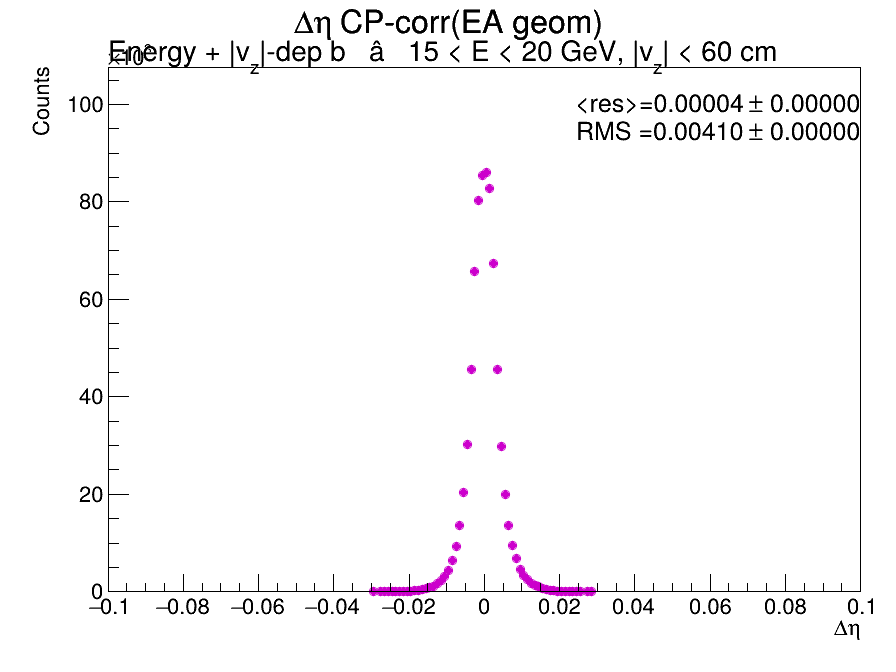 Δη CP-corr(EA geom)
Energy + |v_z|-dep b â 15 < E < 20 GeV, |v_z| < 60 cm
Counts
<res>=0.00004 ± 0.00000
RMS =0.00410 ± 0.00000
100
80
60
40
20
0
−0.1 −0.08 −0.06 −0.04 −0.02 0 0.02 0.04 0.06 0.08 0.1
Δη